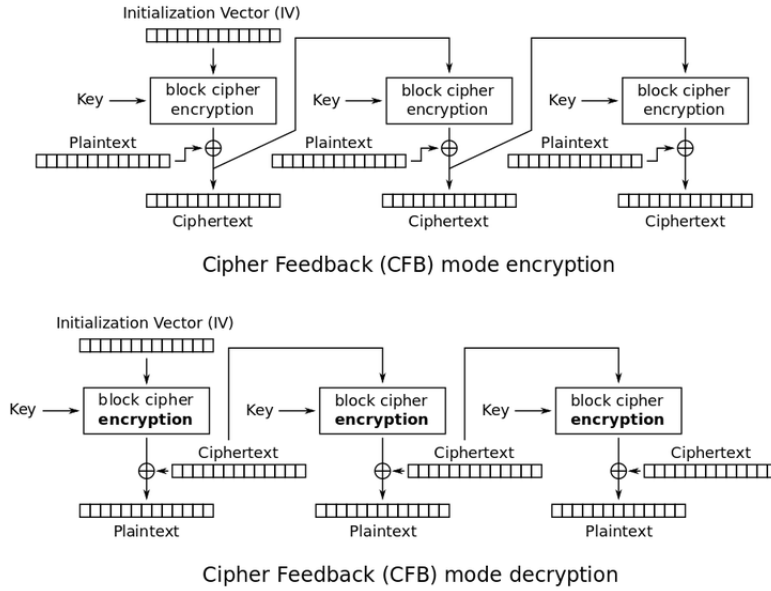 Initialization Vector (IV)
Key
block cipher
encryption
Key
block cipher
encryption
Key
block cipher
encryption
Plaintext
Plaintext
Plaintext
Ciphertext
Ciphertext
Ciphertext
Cipher Feedback (CFB) mode encryption
Initialization Vector (IV)
Key
block cipher
encryption
Key
block cipher
encryption
Key
block cipher
encryption
Ciphertext
Ciphertext
Ciphertext
Plaintext
Plaintext
Plaintext
Cipher Feedback (CFB) mode decryption